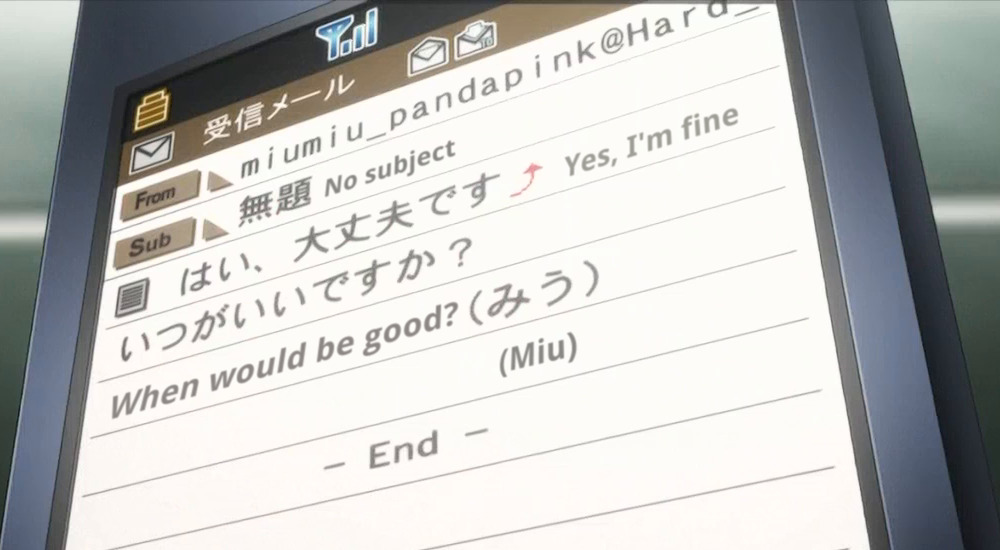 受信メール
From miumiu_pandapink@Hard_
Sub 無題 No subject
はい、大丈夫です Yes, I'm fine
いつがいいですか？
When would be good? (みう)
(Miu)
− End −